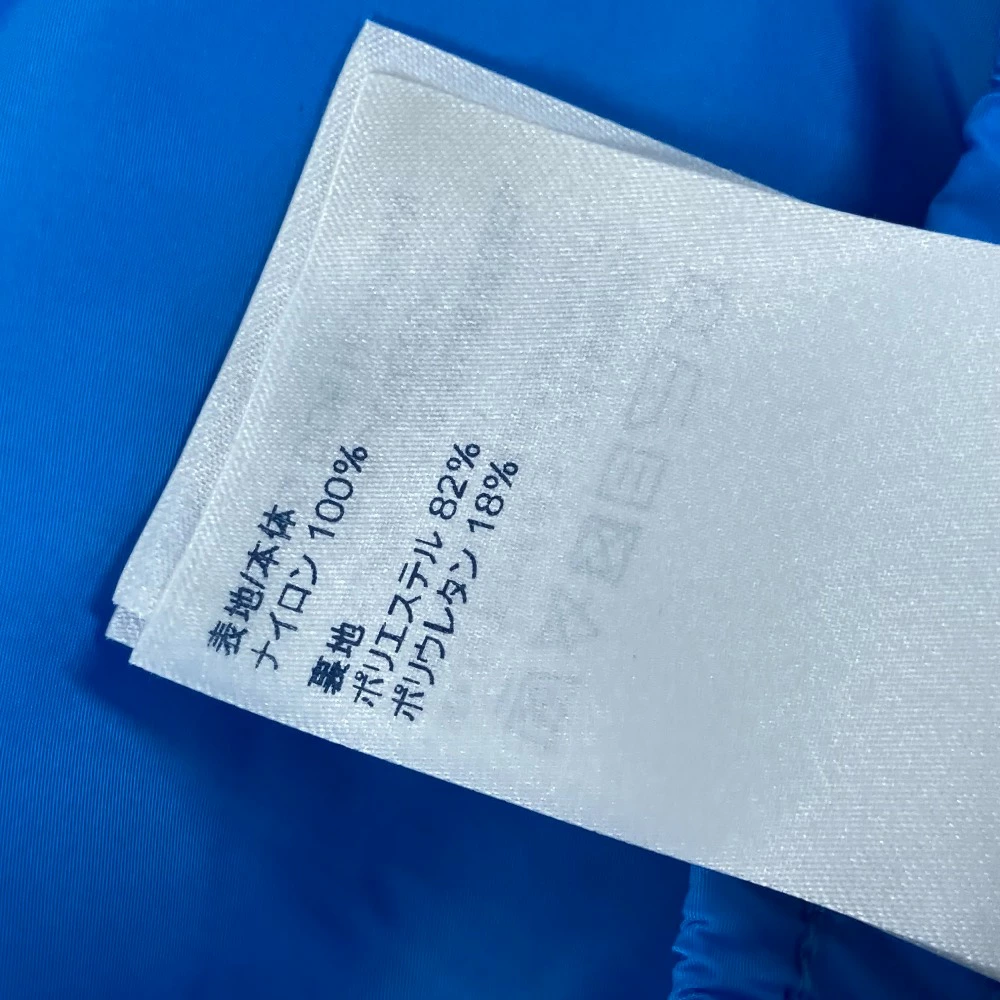 表地/本体
ナイロン 100%
裏地
ポリエステル 82%
ポリウレタン 18%